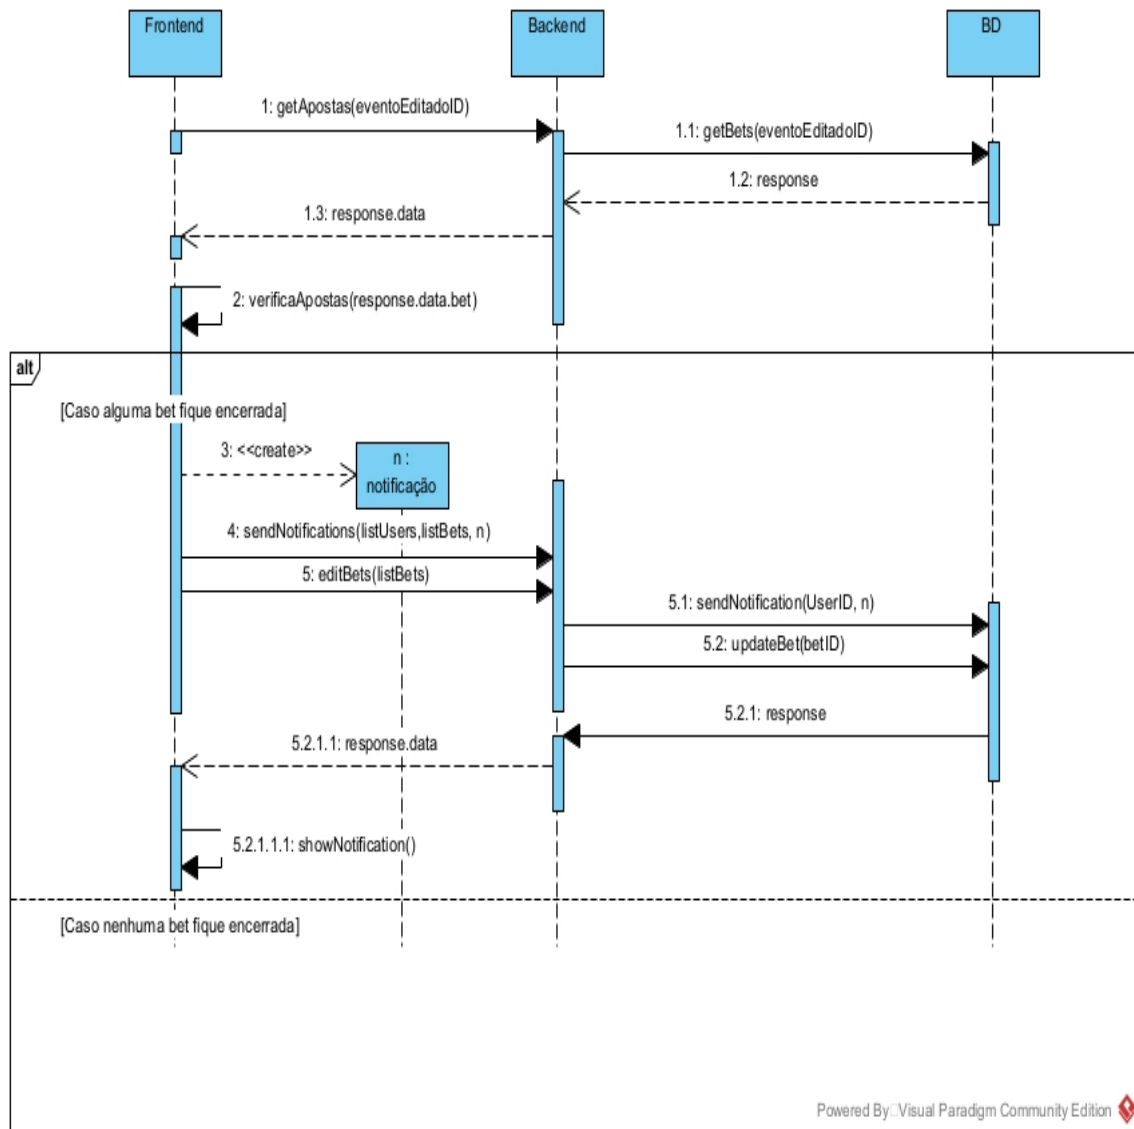 Frontend
Backend
BD
1: getApostas(eventoEditadoID)
1.1: getBets(eventoEditadoID)
1.2: response
1.3: response.data
2: verificaApostas(response.data.bet)
alt
[Caso alguma bet fique encerrada]
3: <<create>>
n :
notificação
4: sendNotifications(listUsers,listBets, n)
5: editBets(listBets)
5.1: sendNotification(UserID, n)
5.2: updateBet(betID)
5.2.1: response
5.2.1.1: response.data
5.2.1.1.1: showNotification()
[Caso nenhuma bet fique encerrada]
Powered By Visual Paradigm Community Edition